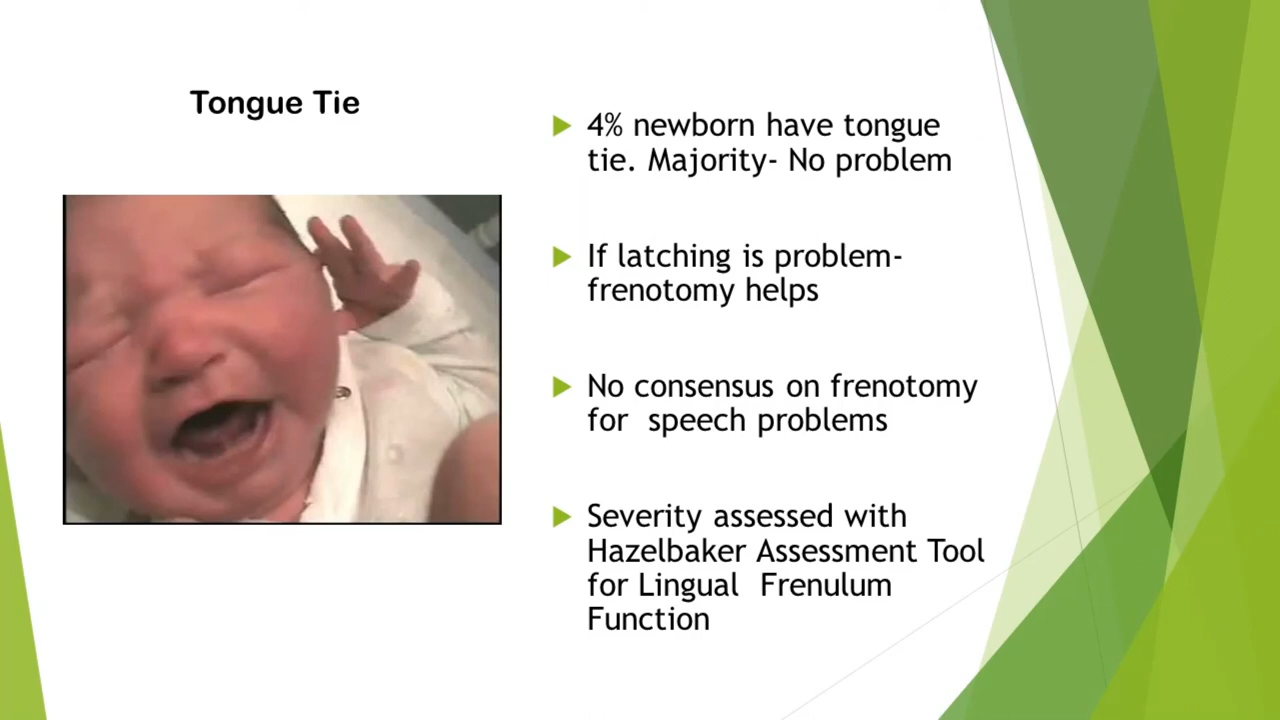 Tongue Tie
4% newborn have tongue
tie. Majority- No problem
If latching is problem-
frenotomy helps
No consensus on frenotomy
for  speech problems
Severity assessed with
Hazelbaker Assessment Tool
for Lingual  Frenulum
Function